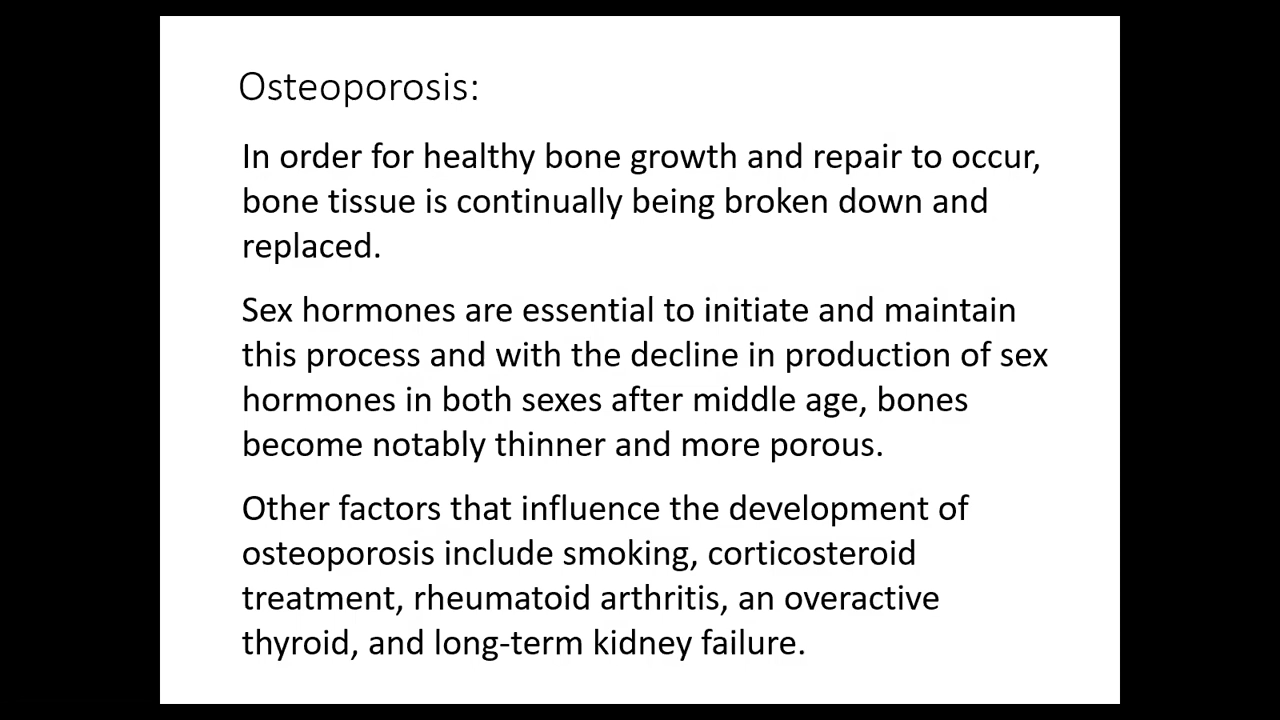 Osteoporosis:
In order for healthy bone growth and repair to occur,
bone tissue is continually being broken down and
replaced.
Sex hormones are essential to initiate and maintain
this process and with the decline in production of sex
hormones in both sexes after middle age, bones
become notably thinner and more porous.
Other factors that influence the development of
osteoporosis include smoking, corticosteroid
treatment, rheumatoid arthritis, an overactive
thyroid, and long-term kidney failure.